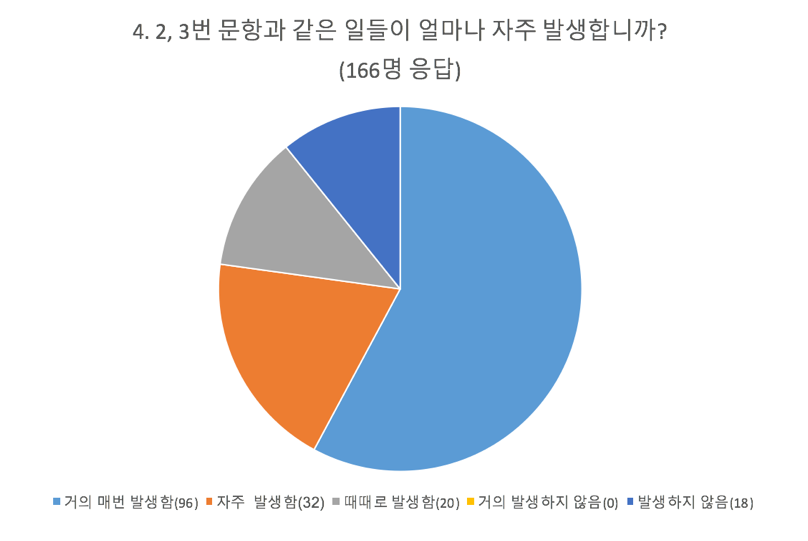 4. 2, 3번 문항과 같은 일들이 얼마나 자주 발생합니까?
(166명 응답)
거의 매번 발생함(96) 자주 발생함(32) 때때로 발생함(20) 거의 발생하지 않음(0) 발생하지 않음(18)